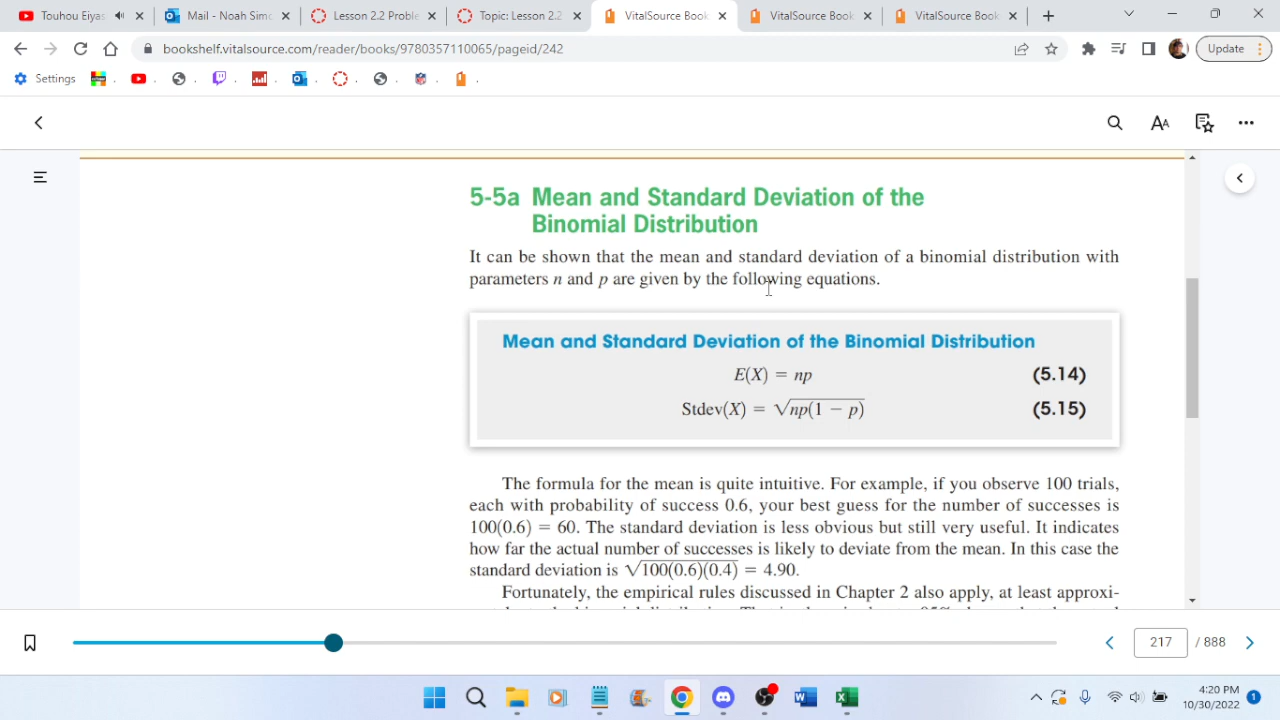 Touhou Eiyas
Mail - Noah Simo
Lesson 2.2 Proble
Topic: Lesson 2.2
VitalSource Book
VitalSource Book
VitalSource Book
bookshelf.vitalsource.com/reader/books/9780357110065/pageid/242
Update
Settings
5-5a Mean and Standard Deviation of the
Binomial Distribution
It can be shown that the mean and standard deviation of a binomial distribution with
parameters n and p are given by the following equations.
Mean and Standard Deviation of the Binomial Distribution
E(X) = np (5.14)
Stdev(X) = √np(1 − p) (5.15)
The formula for the mean is quite intuitive. For example, if you observe 100 trials,
each with probability of success 0.6, your best guess for the number of successes is
100(0.6) = 60. The standard deviation is less obvious but still very useful. It indicates
how far the actual number of successes is likely to deviate from the mean. In this case the
standard deviation is √100(0.6)(0.4) = 4.90.
Fortunately, the empirical rules discussed in Chapter 2 also apply, at least approxi-
217 / 888
4:20 PM
10/30/2022
1